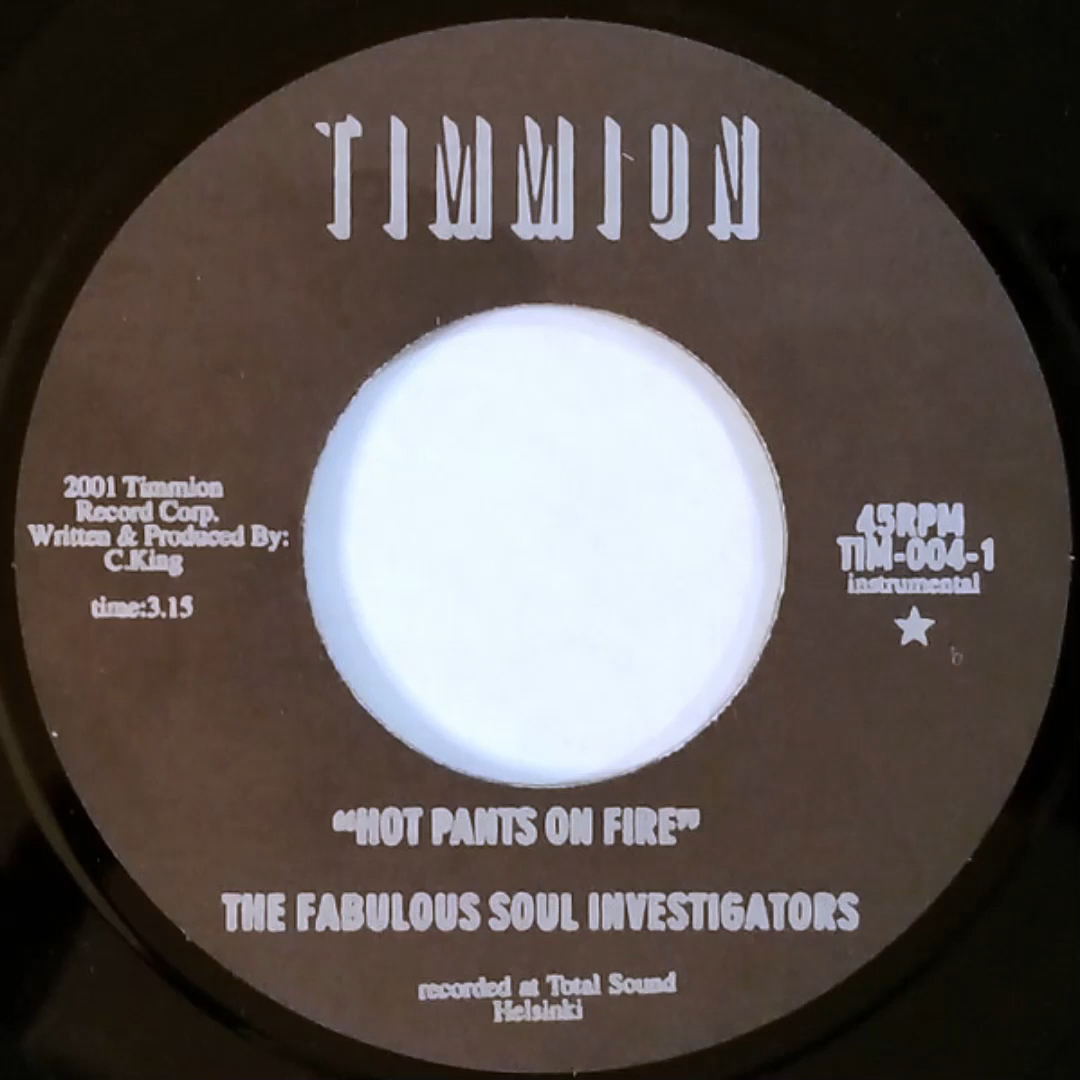 TIMMION
2001 Timmion
Record Corp.
Written & Produced By:
C.King
time:3.15
45RPM
TIM-004-1
instrumental
“HOT PANTS ON FIRE”
THE FABULOUS SOUL INVESTIGATORS
recorded at Total Sound
Helsinki